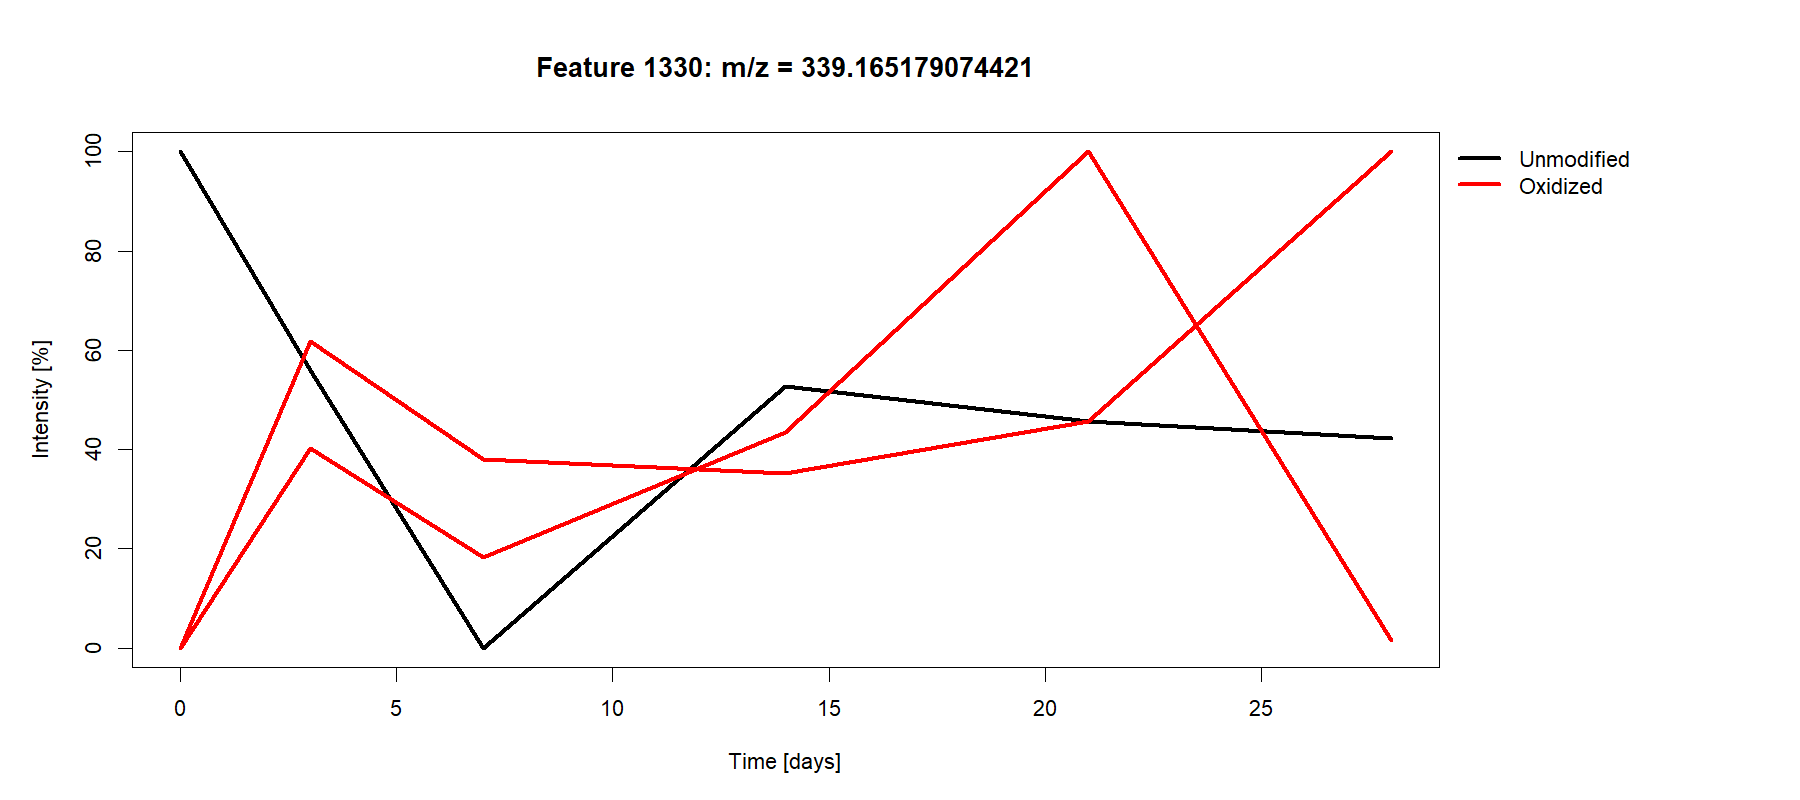 Feature 1330: m/z = 339.165179074421
Unmodified
Oxidized
Intensity [%]
100
80
60
40
20
0
0 5 10 15 20 25
Time [days]